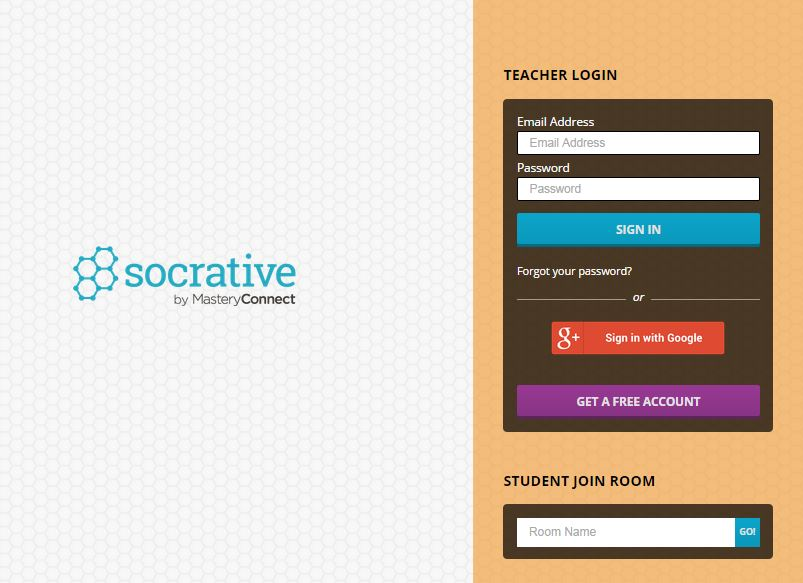 socrative
by MasteryConnect
TEACHER LOGIN
Email Address
Email Address
Password
Password
SIGN IN
Forgot your password?
or
g+ Sign in with Google
GET A FREE ACCOUNT
STUDENT JOIN ROOM
Room Name GO!